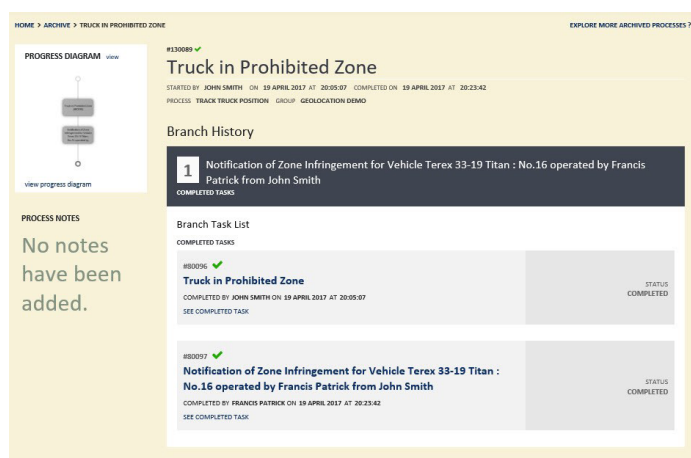 HOME > ARCHIVE > TRUCK IN PROHIBITED ZONE
EXPLORE MORE ARCHIVED PROCESSES ?
PROGRESS DIAGRAM view
view progress diagram
PROCESS NOTES
No notes
have been
added.
#130089
Truck in Prohibited Zone
STARTED BY JOHN SMITH ON 19 APRIL 2017 AT 20:05:07 COMPLETED ON 19 APRIL 2017 AT 20:23:42
PROCESS TRACK TRUCK POSITION GROUP GEOLOCATION DEMO
Branch History
1 Notification of Zone Infringement for Vehicle Terex 33-19 Titan : No.16 operated by Francis
Patrick from John Smith
COMPLETED TASKS
Branch Task List
COMPLETED TASKS
#80096
Truck in Prohibited Zone
COMPLETED BY JOHN SMITH ON 19 APRIL 2017 AT 20:05:07
SEE COMPLETED TASK
STATUS
COMPLETED
#80097
Notification of Zone Infringement for Vehicle Terex 33-19 Titan :
No.16 operated by Francis Patrick from John Smith
COMPLETED BY FRANCIS PATRICK ON 19 APRIL 2017 AT 20:23:42
SEE COMPLETED TASK
STATUS
COMPLETED